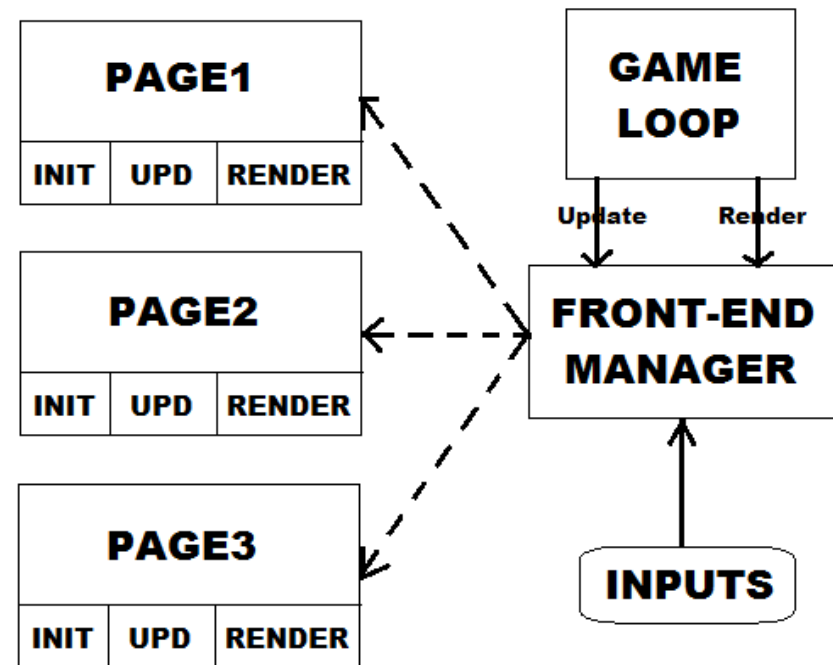 PAGE1
INIT UPD RENDER
PAGE2
INIT UPD RENDER
PAGE3
INIT UPD RENDER
GAME
LOOP
Update Render
FRONT-END
MANAGER
INPUTS